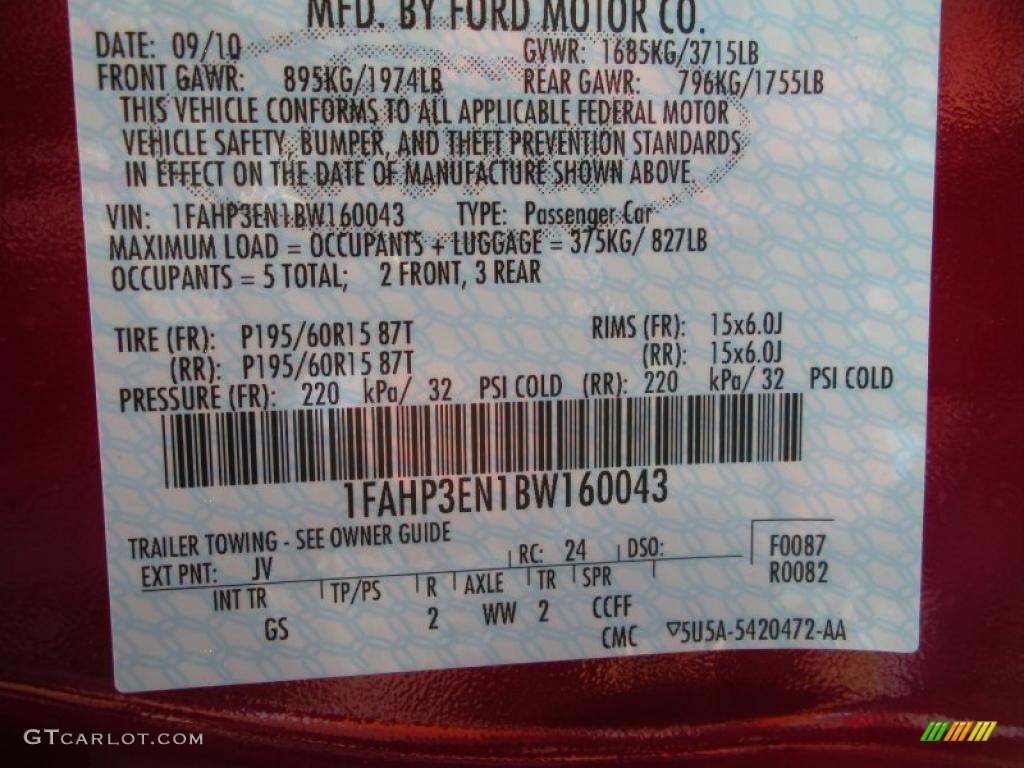 MFD. BY FORD MOTOR CO.
DATE: 09/10 GVWR: 1685KG/3715LB
FRONT GAWR: 895KG/1974LB REAR GAWR: 796KG/1755LB
THIS VEHICLE CONFORMS TO ALL APPLICABLE FEDERAL MOTOR
VEHICLE SAFETY, BUMPER, AND THEFT PREVENTION STANDARDS
IN EFFECT ON THE DATE OF MANUFACTURE SHOWN ABOVE.
VIN: 1FAHP3EN1BW160043 TYPE: Passenger Car
MAXIMUM LOAD = OCCUPANTS + LUGGAGE = 375KG/ 827LB
OCCUPANTS = 5 TOTAL; 2 FRONT, 3 REAR
TIRE (FR): P195/60R15 87T RIMS (FR): 15x6.0J
(RR): P195/60R15 87T (RR): 15x6.0J
PRESSURE (FR): 220 kPa/ 32 PSI COLD (RR): 220 kPa/ 32 PSI COLD
1FAHP3EN1BW160043
TRAILER TOWING - SEE OWNER GUIDE
EXT PNT: JV RC: 24 DSO: F0087
R0082
INT TR TP/PS R AXLE TR SPR
GS 2 WW 2 CCFF
CMC ▽5U5A-5420472-AA
GTCARLOT.COM